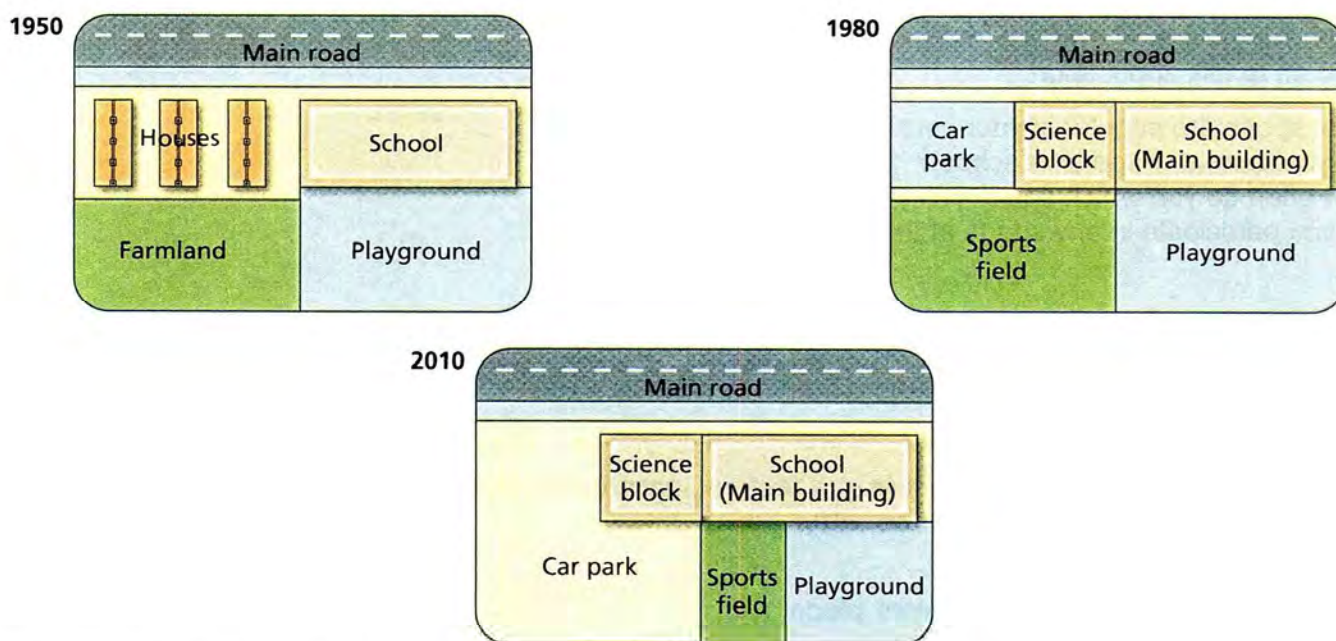 1950
Main road
Houses
School
Farmland
Playground
1980
Main road
Car
park
Science
block
School
(Main building)
Sports
field
Playground
2010
Main road
Science
block
School
(Main building)
Car park
Sports
field
Playground